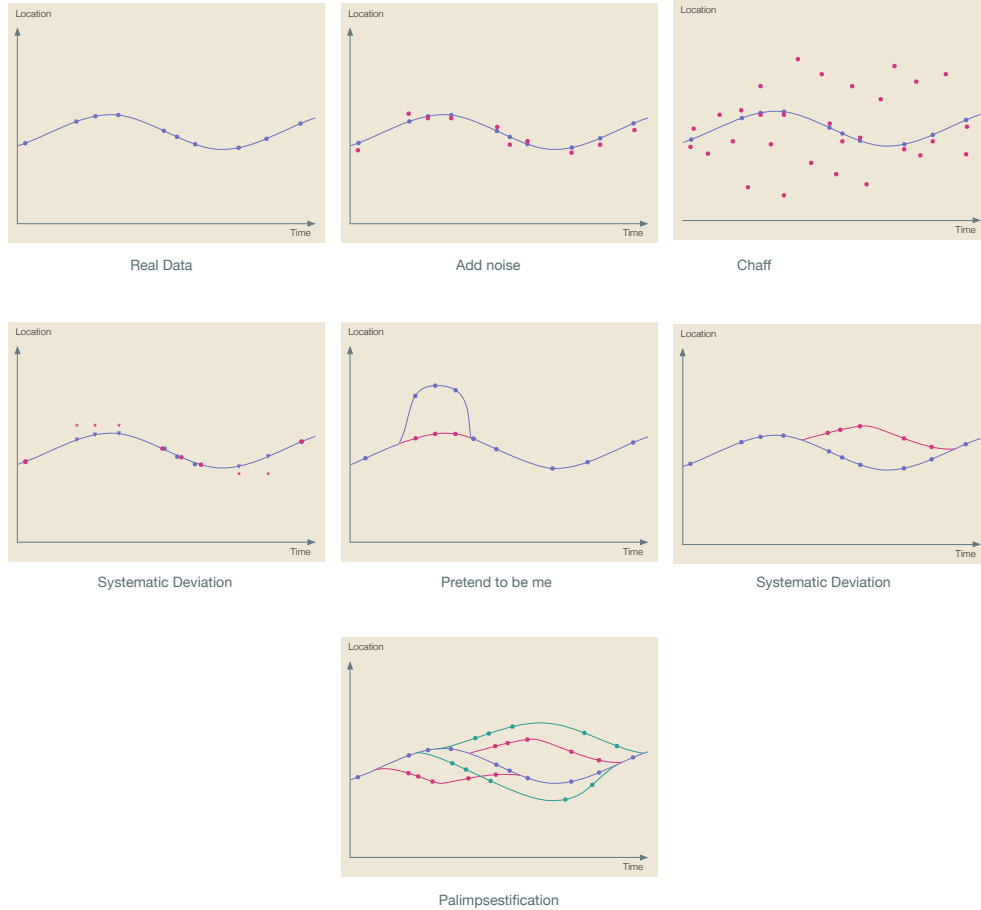 Location
Time
Real Data
Location
Time
Add noise
Location
Time
Chaff
Location
Time
Systematic Deviation
Location
Time
Pretend to be me
Location
Time
Systematic Deviation
Location
Time
Palimpsestification